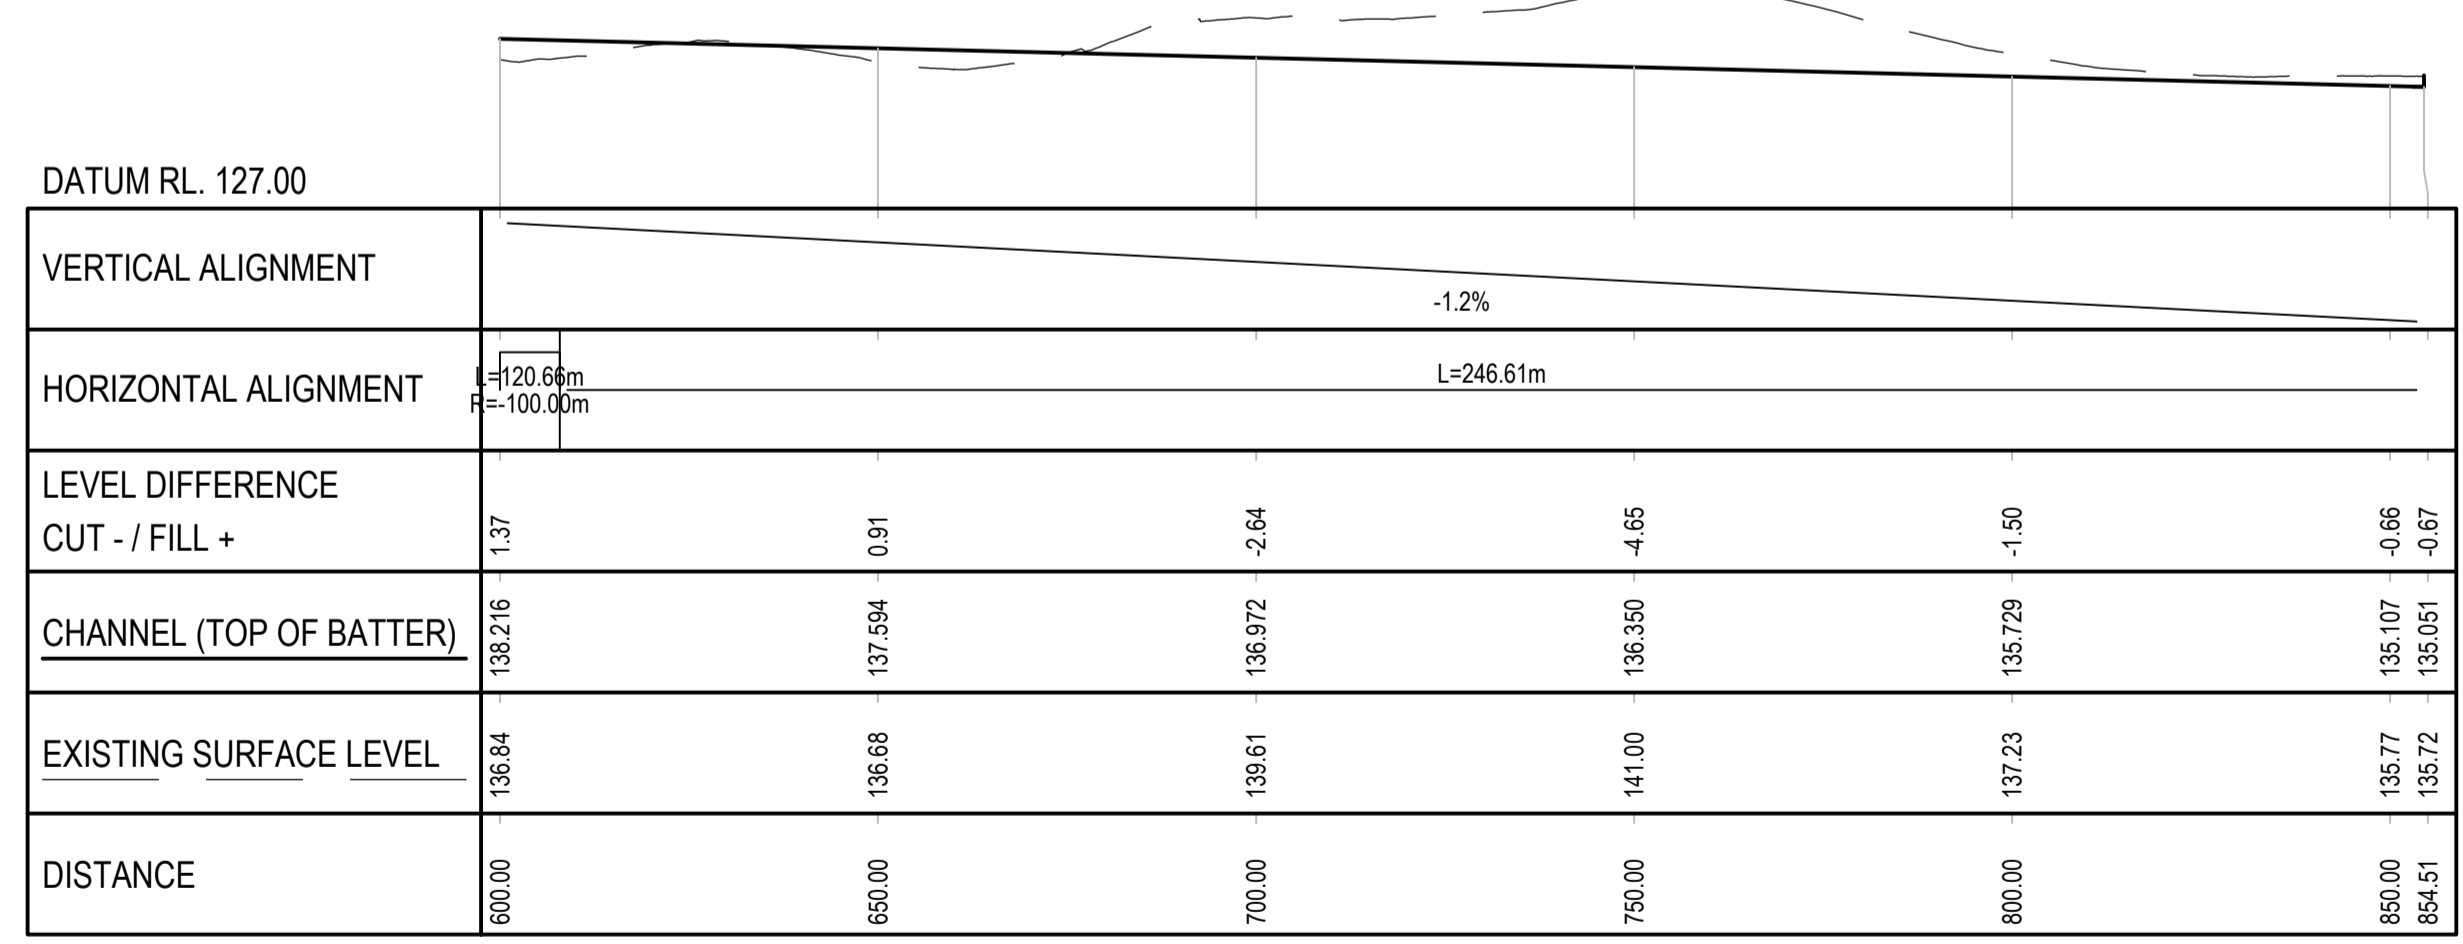 DATUM RL. 127.00
VERTICAL ALIGNMENT
-1.2%
HORIZONTAL ALIGNMENT
L=120.66m
R=-100.00m
L=246.61m
LEVEL DIFFERENCE
CUT - / FILL +
1.37 0.91 -2.64 -4.65 -1.50 -0.66 -0.67
CHANNEL (TOP OF BATTER) 138.216 137.594 136.972 136.350 135.729 135.107 135.051
EXISTING SURFACE LEVEL 136.84 136.68 139.61 141.00 137.23 135.77 135.72
DISTANCE 600.00 650.00 700.00 750.00 800.00 850.00 854.51